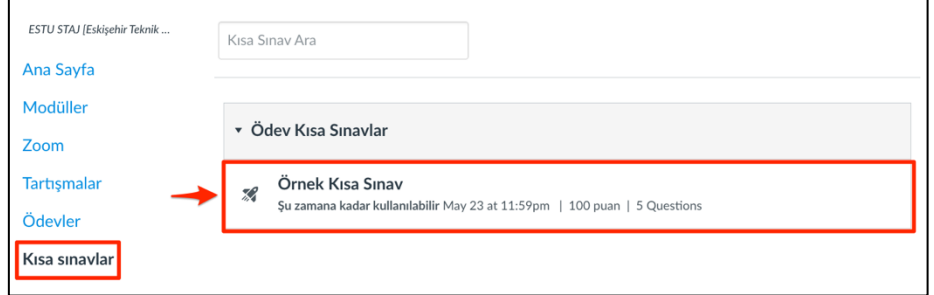 ESTU STAJ [Eskişehir Teknik ...
Ana Sayfa
Modüller
Zoom
Tartışmalar
Ödevler
Kısa sınavlar
Kısa Sınav Ara
Ödev Kısa Sınavlar
Örnek Kısa Sınav
Şu zamana kadar kullanılabilir May 23 at 11:59pm | 100 puan | 5 Questions